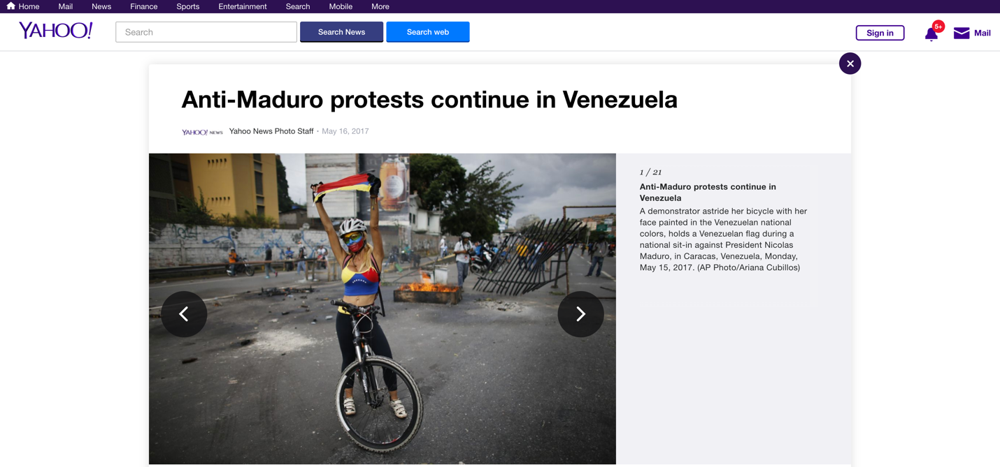 Home Mail News Finance Sports Entertainment Search Mobile More
YAHOO!
Search
Search News
Search web
Sign in
5+
Mail
Anti-Maduro protests continue in Venezuela
YAHOO! NEWS Yahoo News Photo Staff • May 16, 2017
1 / 21
Anti-Maduro protests continue in
Venezuela
A demonstrator astride her bicycle with her
face painted in the Venezuelan national
colors, holds a Venezuelan flag during a
national sit-in against President Nicolas
Maduro, in Caracas, Venezuela, Monday,
May 15, 2017. (AP Photo/Ariana Cubillos)